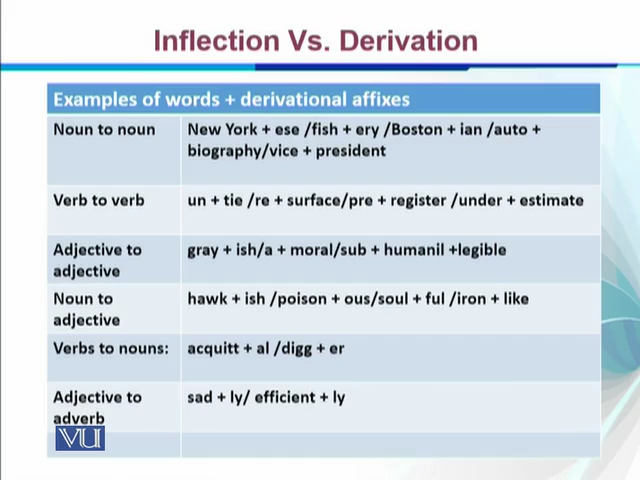 Inflection Vs. Derivation
Examples of words + derivational affixes
Noun to noun
New York + ese /fish + ery /Boston + ian /auto +
biography/vice + president
Verb to verb
un + tie /re + surface/pre + register /under + estimate
Adjective to
adjective
gray + ish/a + moral/sub + humanil +legible
Noun to
adjective
hawk + ish /poison + ous/soul + ful /iron + like
Verbs to nouns:
acquitt + al /digg + er
Adjective to
adverb
sad + ly/ efficient + ly
VU